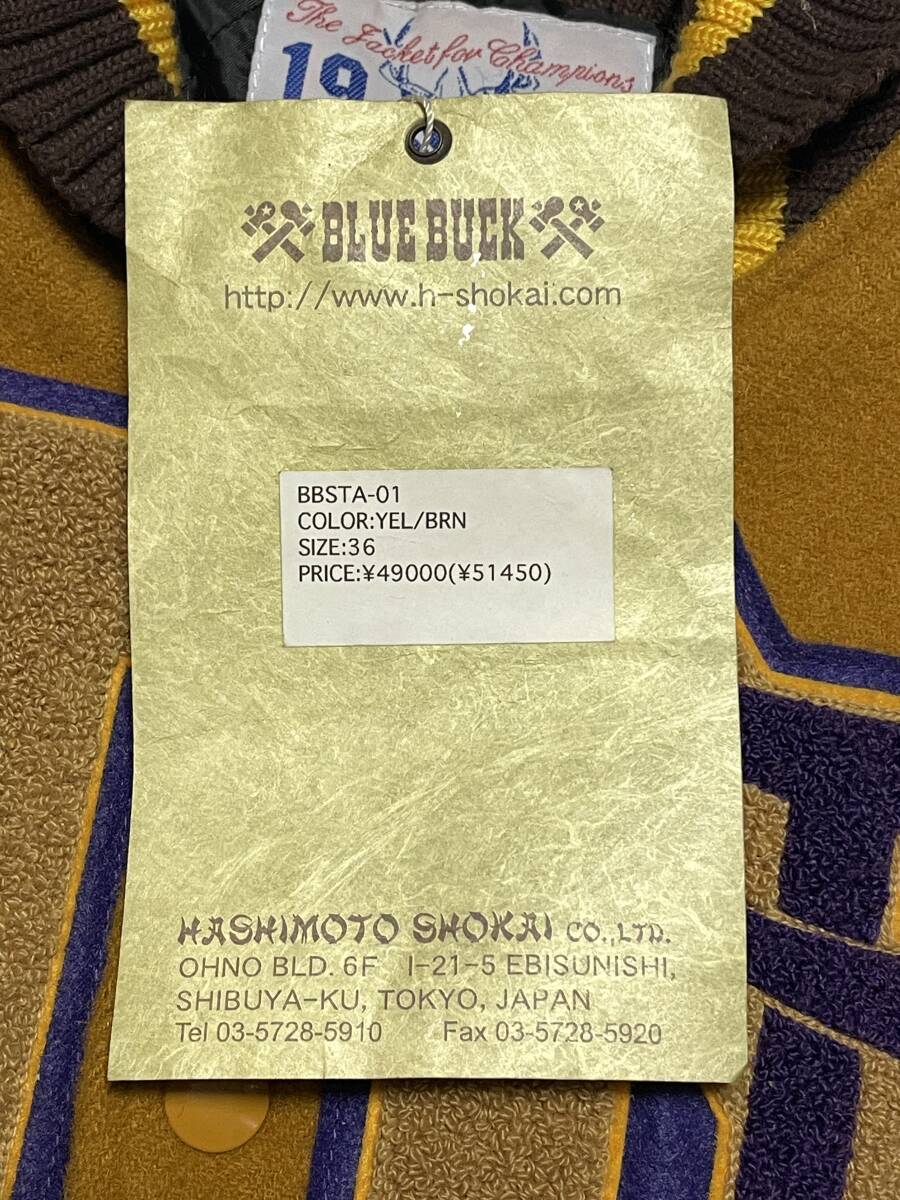 The Jacket for Champions
19
BLUE BUCK
http://www.h-shokai.com
BBSTA-01
COLOR:YEL/BRN
SIZE:36
PRICE:¥49000(¥51450)
HASHIMOTO SHOKAI CO.,LTD.
OHNO BLD. 6F 1-21-5 EBISUNISHI,
SHIBUYA-KU, TOKYO, JAPAN
Tel 03-5728-5910 Fax 03-5728-5920